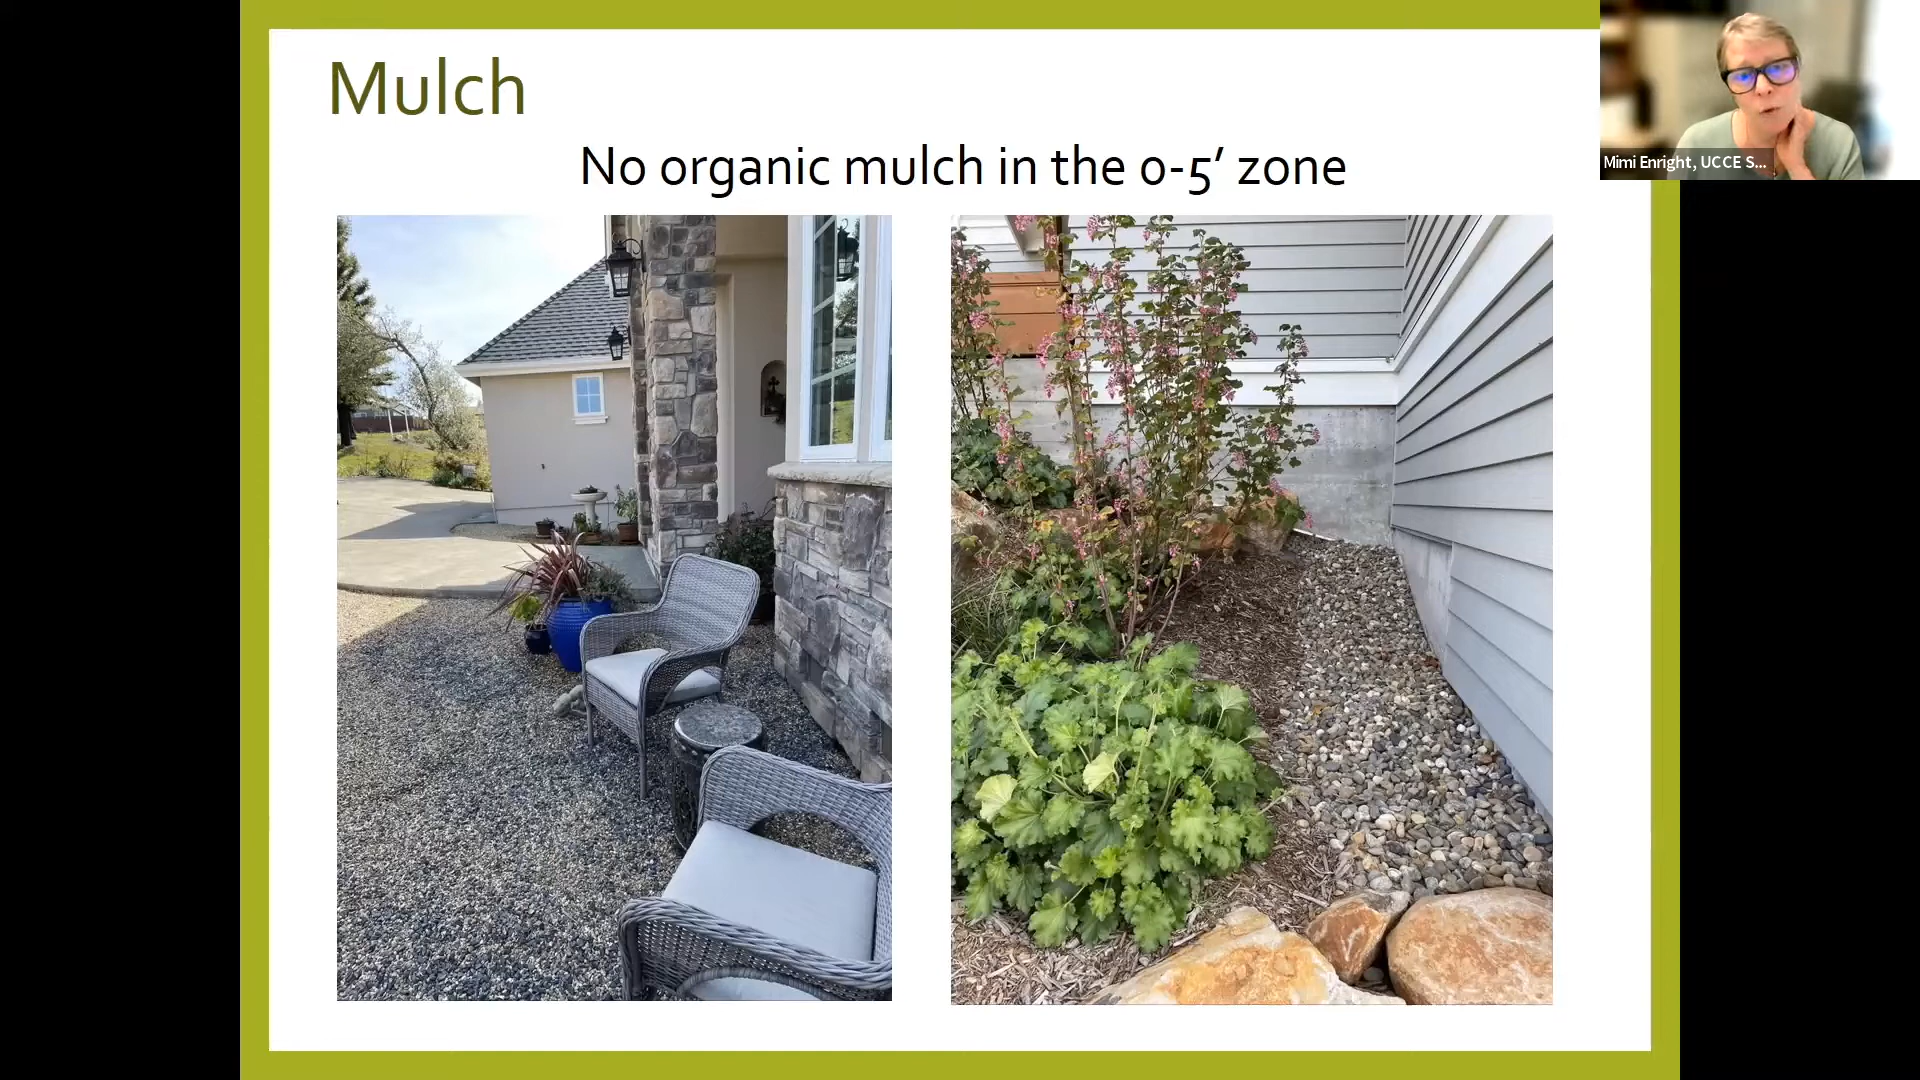 Mulch
No organic mulch in the 0-5’ zone
Mimi Enright, UCCE S...